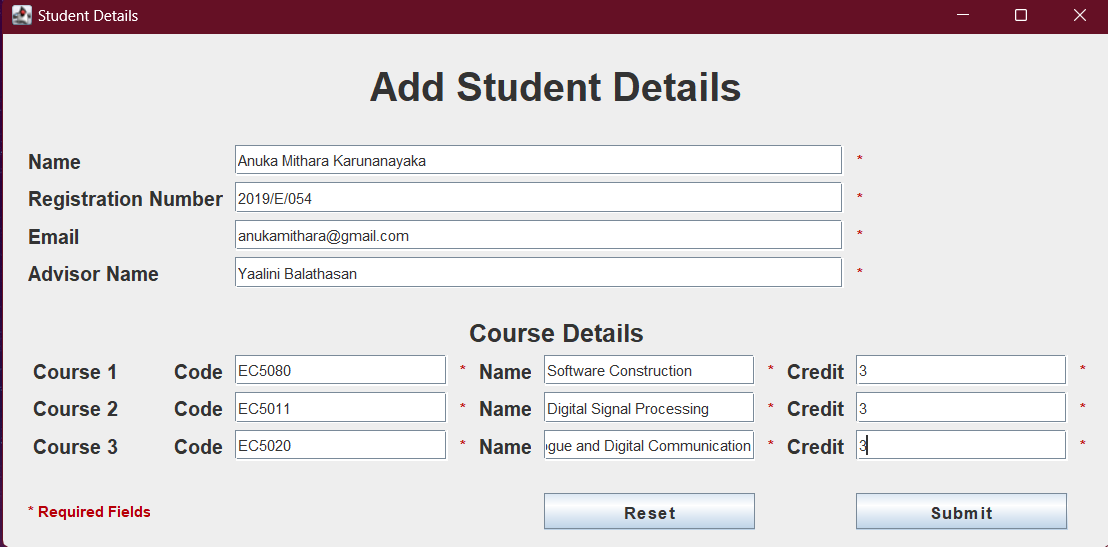 Student Details
Add Student Details
Name Anuka Mithara Karunanayaka *
Registration Number 2019/E/054 *
Email anukamithara@gmail.com *
Advisor Name Yaalini Balathasan *
Course Details
Course 1 Code EC5080 * Name Software Construction * Credit 3 *
Course 2 Code EC5011 * Name Digital Signal Processing * Credit 3 *
Course 3 Code EC5020 * Name and Digital Communication * Credit 3 *
* Required Fields Reset Submit